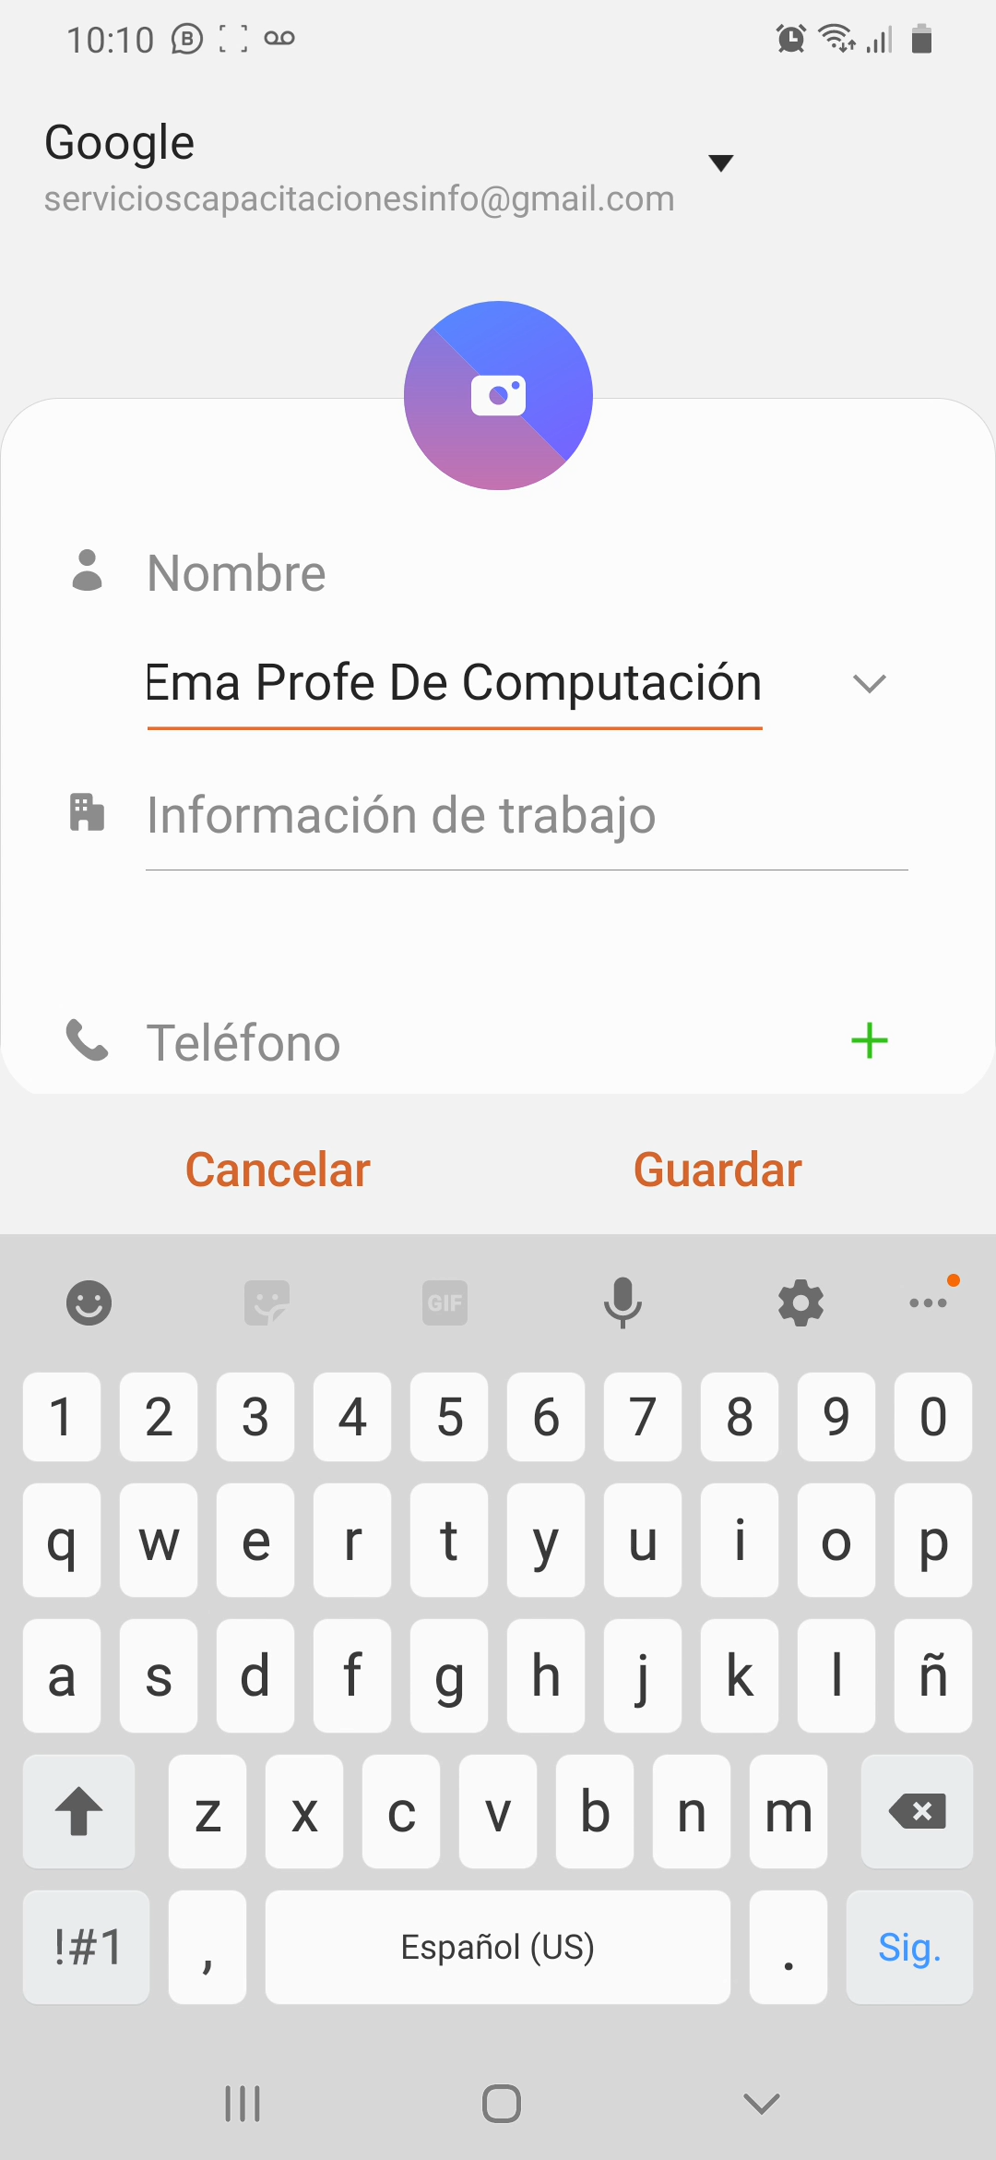 10:10
Google
servicioscapacitacionesinfo@gmail.com
Nombre
Ema Profe De Computación
Información de trabajo
Teléfono
Cancelar Guardar
GIF
1 2 3 4 5 6 7 8 9 0
q w e r t y u i o p
a s d f g h j k l ñ
z x c v b n m
!#1 , Español (US) . Sig.